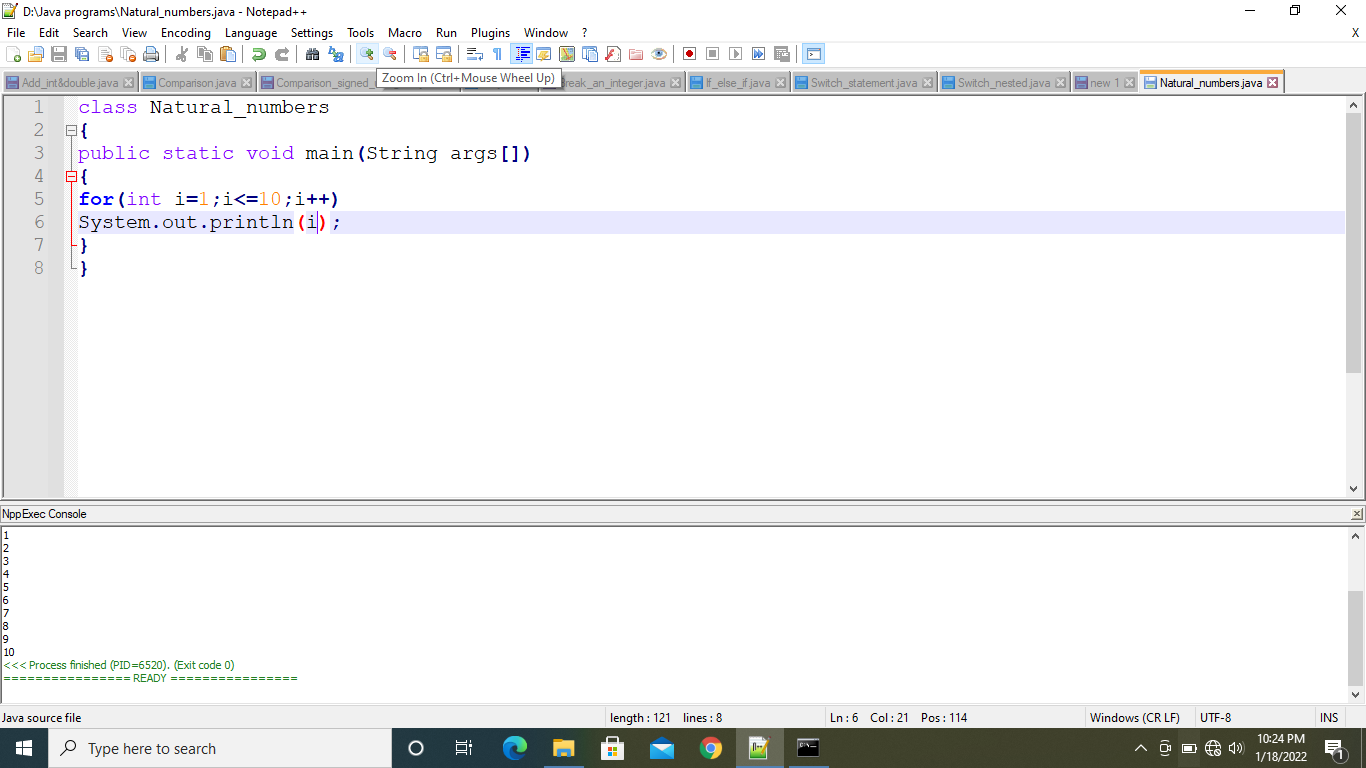 D:\Java programs\Natural_numbers.java - Notepad++
File Edit Search View Encoding Language Settings Tools Macro Run Plugins Window ? X
Zoom In (Ctrl+Mouse Wheel Up)
Add_int&double.java Comparison.java Comparison_signed_ reak_an_integer.java If_else_if.java Switch_statement.java Switch_nested.java new 1 Natural_numbers.java
1 class Natural_numbers
2 {
3 public static void main(String args[])
4 {
5 for(int i=1;i<=10;i++)
6 System.out.println(i);
7 }
8 }
NppExec Console
1
2
3
4
5
6
7
8
9
10
<<< Process finished (PID=6520). (Exit code 0)
================ READY ================
Java source file length : 121 lines : 8 Ln : 6 Col : 21 Pos : 114 Windows (CR LF) UTF-8 INS
Type here to search
10:24 PM
1/18/2022
1